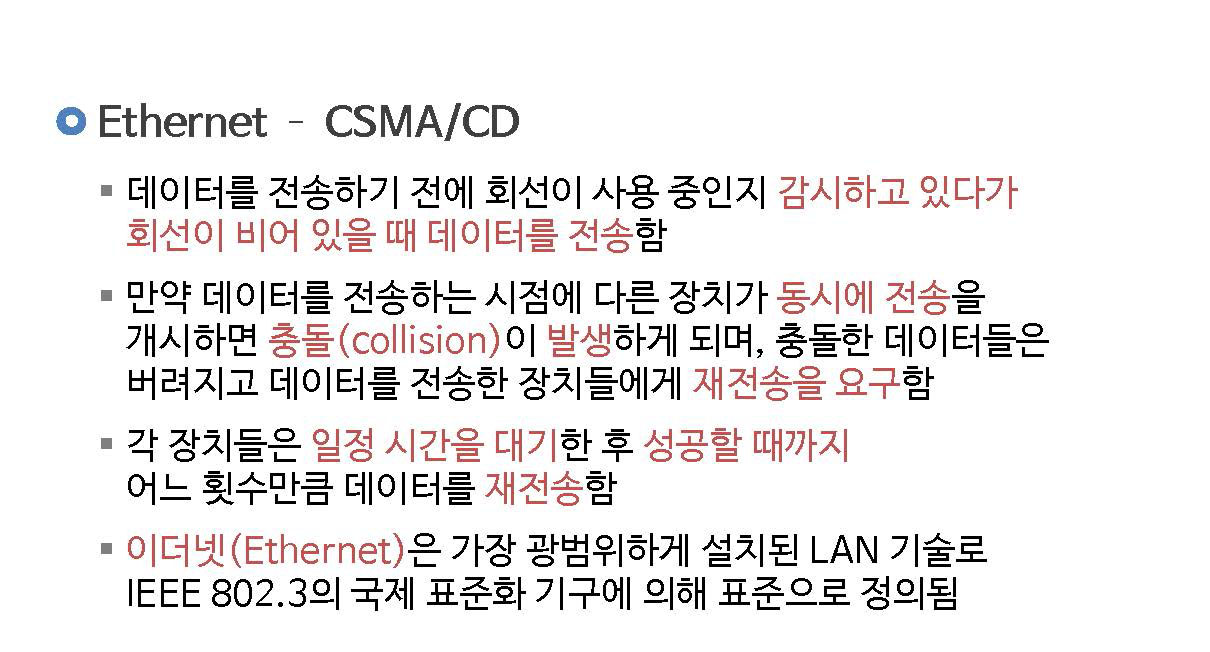 Ethernet – CSMA/CD
데이터를 전송하기 전에 회선이 사용 중인지 감시하고 있다가
회선이 비어 있을 때 데이터를 전송함
만약 데이터를 전송하는 시점에 다른 장치가 동시에 전송을
개시하면 충돌(collision)이 발생하게 되며, 충돌한 데이터들은
버려지고 데이터를 전송한 장치들에게 재전송을 요구함
각 장치들은 일정 시간을 대기한 후 성공할 때까지
어느 횟수만큼 데이터를 재전송함
이더넷(Ethernet)은 가장 광범위하게 설치된 LAN 기술로
IEEE 802.3의 국제 표준화 기구에 의해 표준으로 정의됨